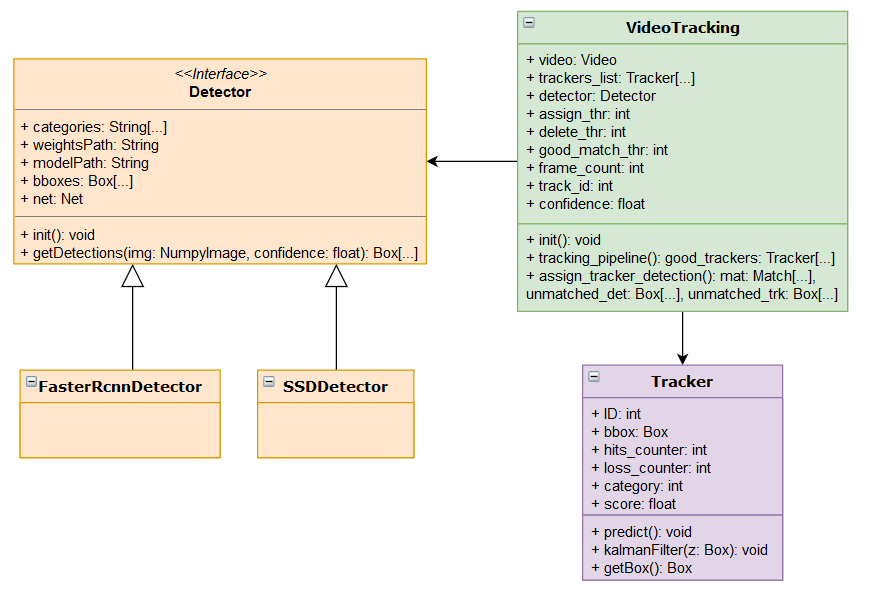 <<Interface>>
Detector
+ categories: String[...]
+ weightsPath: String
+ modelPath: String
+ bboxes: Box[...]
+ net: Net
+ init(): void
+ getDetections(img: NumpyImage, confidence: float): Box[...]
FasterRcnnDetector
SSDDetector
VideoTracking
+ video: Video
+ trackers_list: Tracker[...]
+ detector: Detector
+ assign_thr: int
+ delete_thr: int
+ good_match_thr: int
+ frame_count: int
+ track_id: int
+ confidence: float
+ init(): void
+ tracking_pipeline(): good_trackers: Tracker[...]
+ assign_tracker_detection(): mat: Match[...],
unmatched_det: Box[...], unmatched_trk: Box[...]
Tracker
+ ID: int
+ bbox: Box
+ hits_counter: int
+ loss_counter: int
+ category: int
+ score: float
+ predict(): void
+ kalmanFilter(z: Box): void
+ getBox(): Box